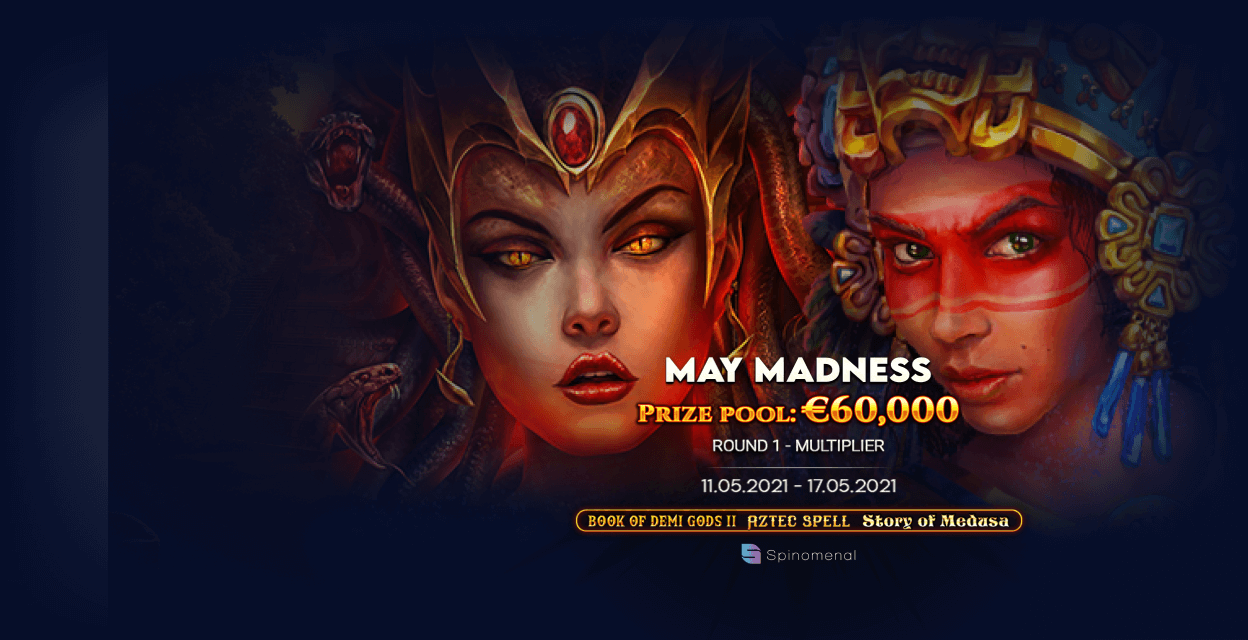 MAY MADNESS
PRIZE POOL: €60,000
ROUND 1 - MULTIPLIER
11.05.2021 - 17.05.2021
BOOK OF DEMI GODS II AZTEC SPELL Story of Medusa
Spinomenal